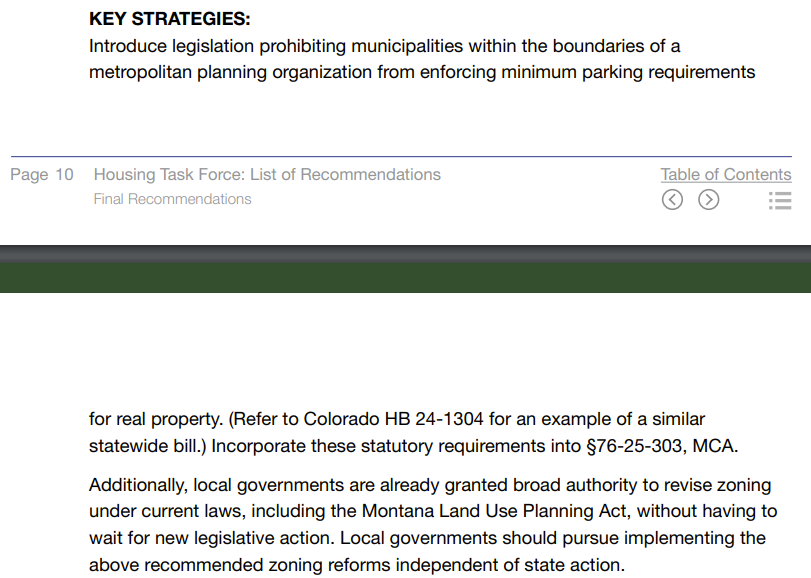 KEY STRATEGIES:
Introduce legislation prohibiting municipalities within the boundaries of a
metropolitan planning organization from enforcing minimum parking requirements
Page 10 Housing Task Force: List of Recommendations Table of Contents
Final Recommendations
for real property. (Refer to Colorado HB 24-1304 for an example of a similar
statewide bill.) Incorporate these statutory requirements into §76-25-303, MCA.
Additionally, local governments are already granted broad authority to revise zoning
under current laws, including the Montana Land Use Planning Act, without having to
wait for new legislative action. Local governments should pursue implementing the
above recommended zoning reforms independent of state action.